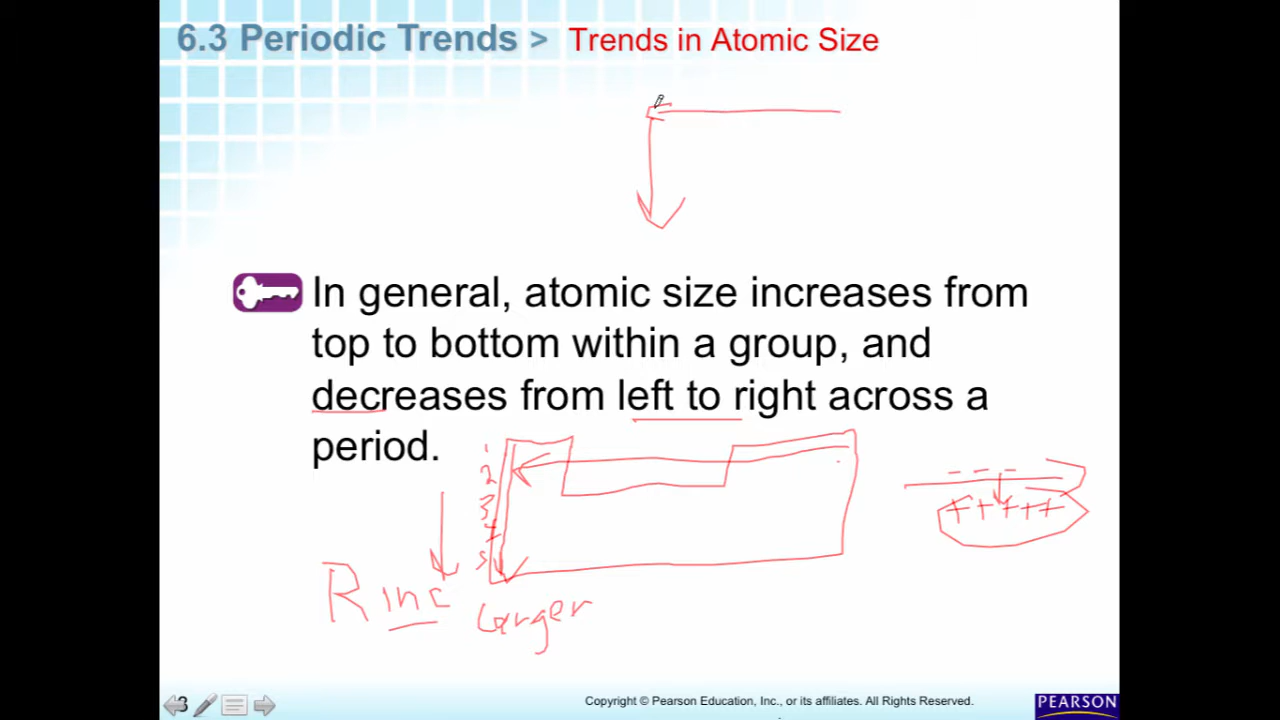 6.3 Periodic Trends > Trends in Atomic Size
In general, atomic size increases from
top to bottom within a group, and
decreases from left to right across a
period.
1
2
3
4
5
- - -
+ + + + +
R inc
Larger
3
Copyright © Pearson Education, Inc., or its affiliates. All Rights Reserved.
PEARSON